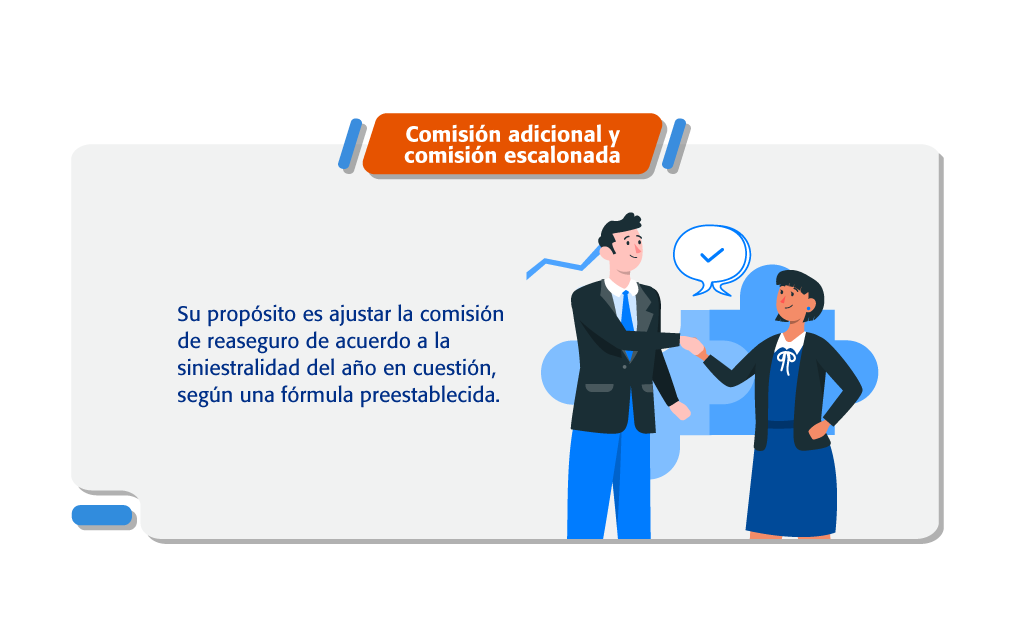 Comisión adicional y
comisión escalonada
Su propósito es ajustar la comisión
de reaseguro de acuerdo a la
siniestralidad del año en cuestión,
según una fórmula preestablecida.